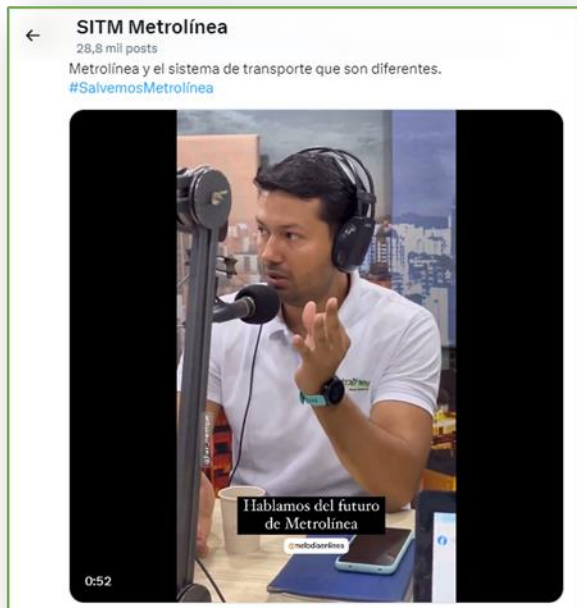 SITM Metrolínea
28,8 mil posts
Metrolínea y el sistema de transporte que son diferentes.
#SalvemosMetrolínea
Hablamos del futuro
de Metrolínea
@melodiaenlinea
0:52